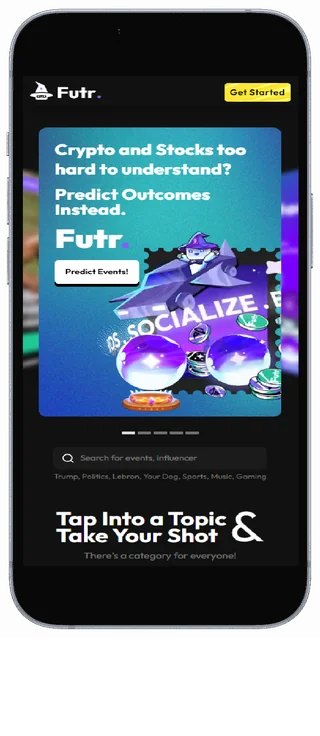 Futr.
Get Started
Crypto and Stocks too
hard to understand?
Predict Outcomes
Instead.
Futr.
Predict Events!
SOCIALIZE.
Search for events, influencer
Trump, Politics, Lebron, Your Dog, Sports, Music, Gaming
Tap Into a Topic &
Take Your Shot
There's a category for everyone!